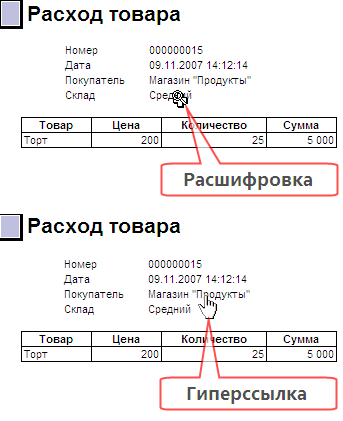 Расход товара
Номер 000000015
Дата 09.11.2007 14:12:14
Покупатель Магазин "Продукты"
Склад Средний
Товар Цена Количество Сумма
Торт 200 25 5 000
Расшифровка
Расход товара
Номер 000000015
Дата 09.11.2007 14:12:14
Покупатель Магазин "Продукты"
Склад Средний
Товар Цена Количество Сумма
Торт 200 25 5 000
Гиперссылка